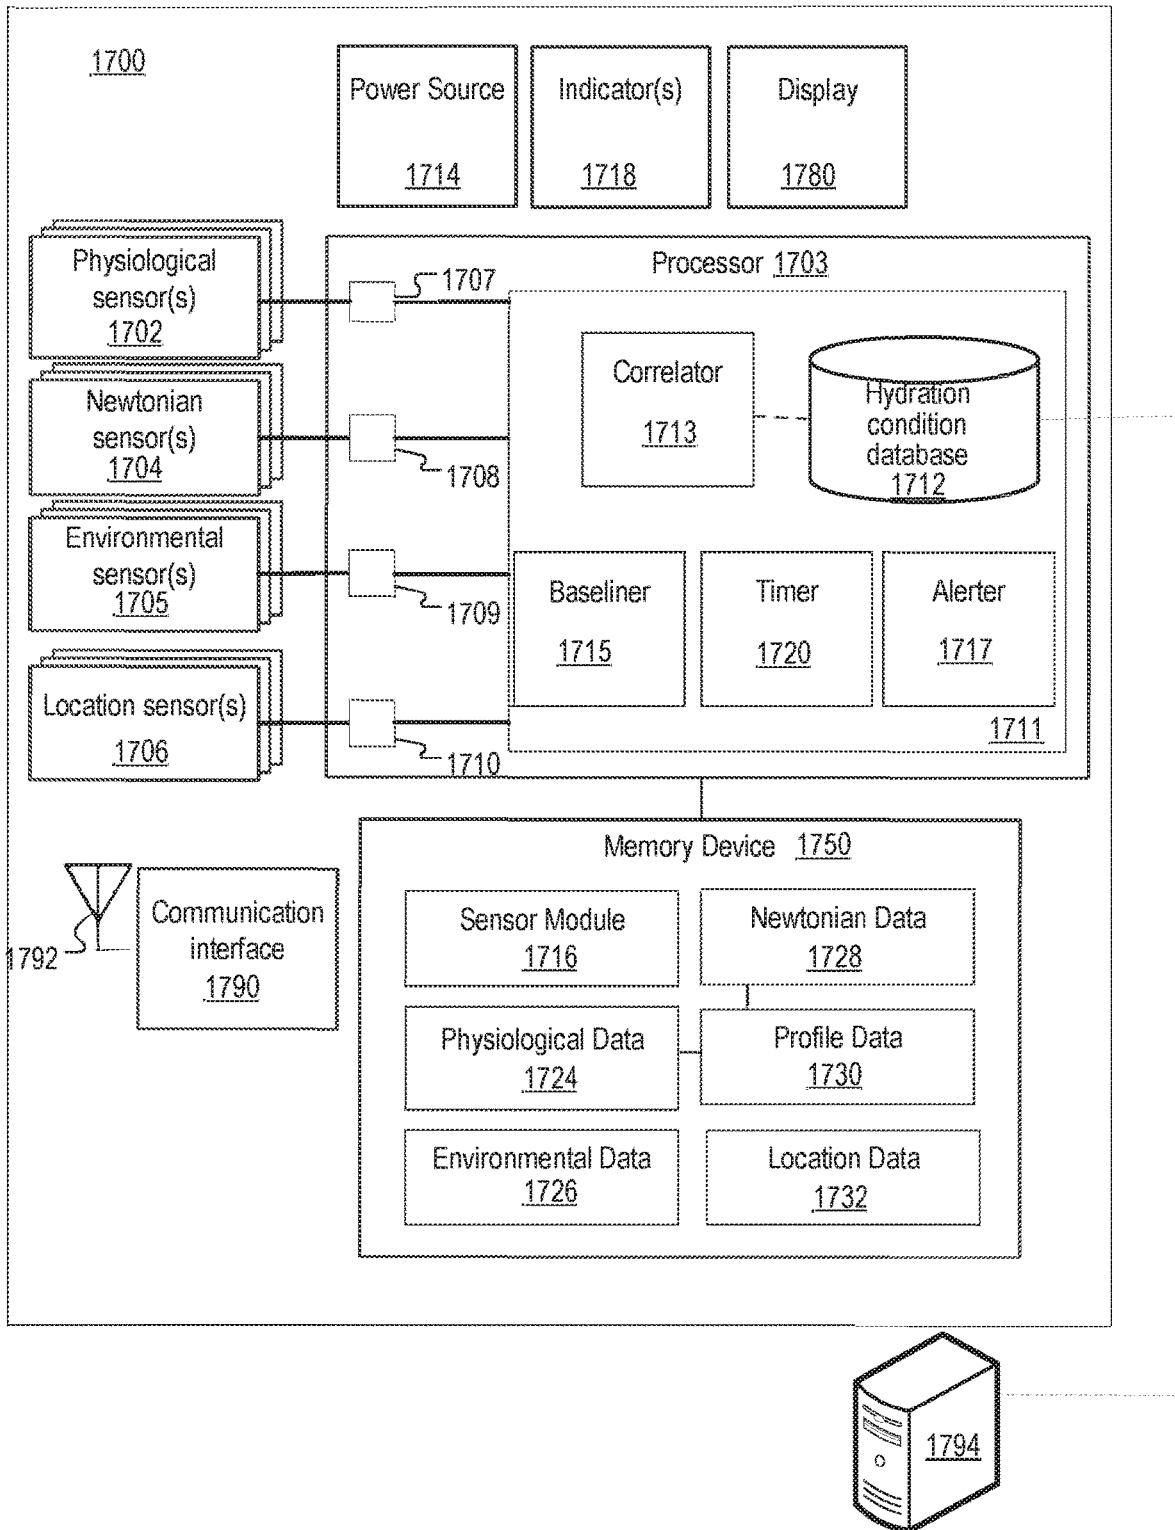 1700
Power Source
1714
Indicator(s)
1718
Display
1780
Physiological
sensor(s)
1702
Newtonian
sensor(s)
1704
Environmental
sensor(s)
1705
Location sensor(s)
1706
Processor 1703
1707
1708
1709
1710
Correlator
1713
Hydration
condition
database
1712
Baseliner
1715
Timer
1720
Alerter
1717
1711
Memory Device 1750
Sensor Module
1716
Newtonian Data
1728
Physiological Data
1724
Profile Data
1730
Environmental Data
1726
Location Data
1732
1792
Communication
interface
1790
1794